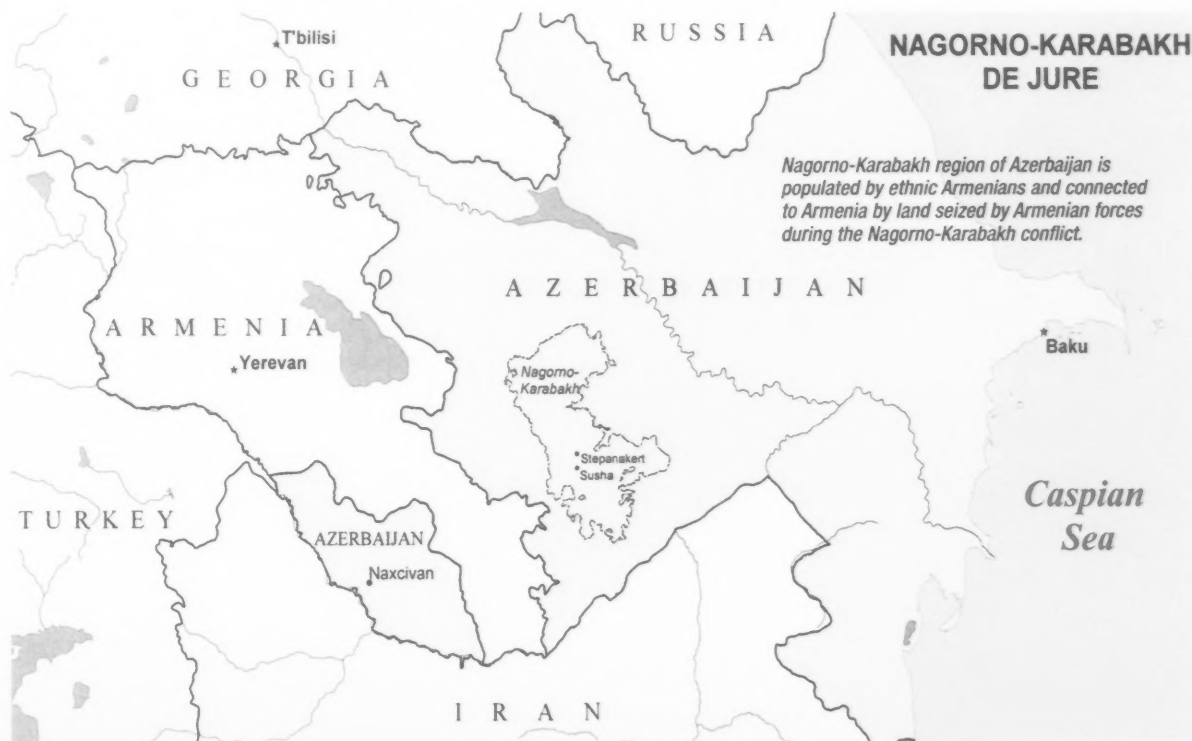 T'bilisi
GEORGIA
RUSSIA
NAGORNO-KARABAKH
DE JURE
Nagorno-Karabakh region of Azerbaijan is
populated by ethnic Armenians and connected
to Armenia by land seized by Armenian forces
during the Nagorno-Karabakh conflict.
AZERBAIJAN
ARMENIA
Yerevan
Baku
Nagorno-
Karabakh
Stepanakert
Susha
Caspian
Sea
TURKEY
AZERBAIJAN
Naxcivan
IRAN